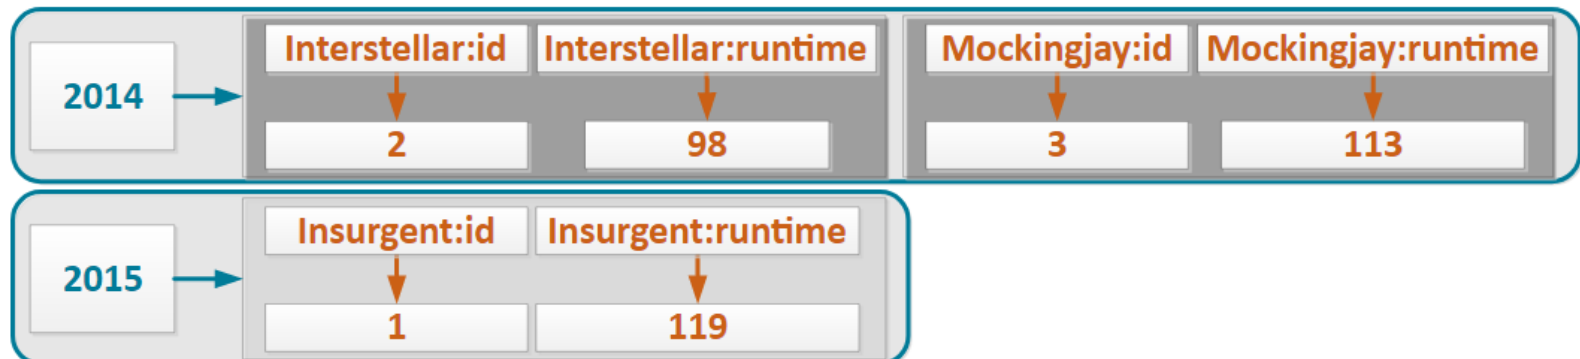 Interstellar:id Interstellar:runtime Mockingjay:id Mockingjay:runtime
2014
2 98 3 113
Insurgent:id Insurgent:runtime
2015
1 119